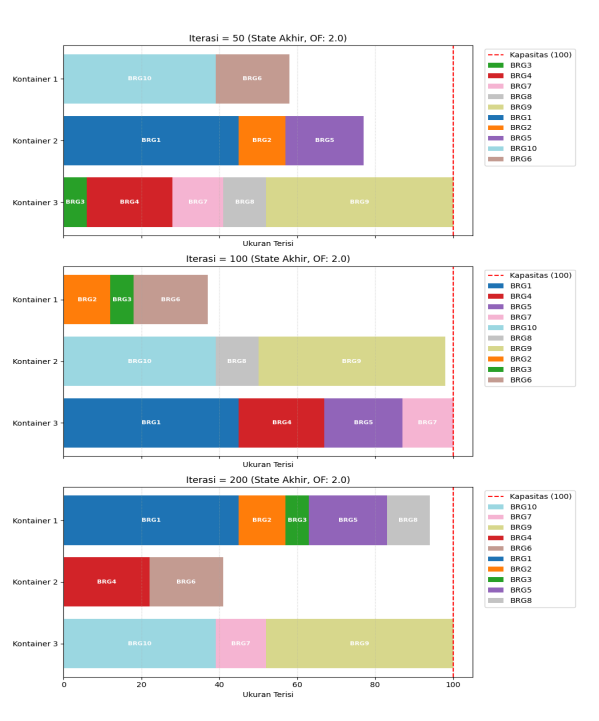 Iterasi = 50 (State Akhir, OF: 2.0)
Kontainer 1
BRG10 BRG6
Kontainer 2
BRG1 BRG2 BRG5
Kontainer 3
BRG3 BRG4 BRG7 BRG8 BRG9
Ukuran Terisi
Kapasitas (100)
BRG3
BRG4
BRG7
BRG8
BRG9
BRG1
BRG2
BRG5
BRG10
BRG6
Iterasi = 100 (State Akhir, OF: 2.0)
Kontainer 1
BRG2 BRG3 BRG6
Kontainer 2
BRG10 BRG8 BRG9
Kontainer 3
BRG1 BRG4 BRG5 BRG7
Ukuran Terisi
Kapasitas (100)
BRG1
BRG4
BRG5
BRG7
BRG10
BRG8
BRG9
BRG2
BRG3
BRG6
Iterasi = 200 (State Akhir, OF: 2.0)
Kontainer 1
BRG1 BRG2 BRG3 BRG5 BRG8
Kontainer 2
BRG4 BRG6
Kontainer 3
BRG10 BRG7 BRG9
0 20 40 60 80 100
Ukuran Terisi
Kapasitas (100)
BRG10
BRG7
BRG9
BRG4
BRG6
BRG1
BRG2
BRG3
BRG5
BRG8